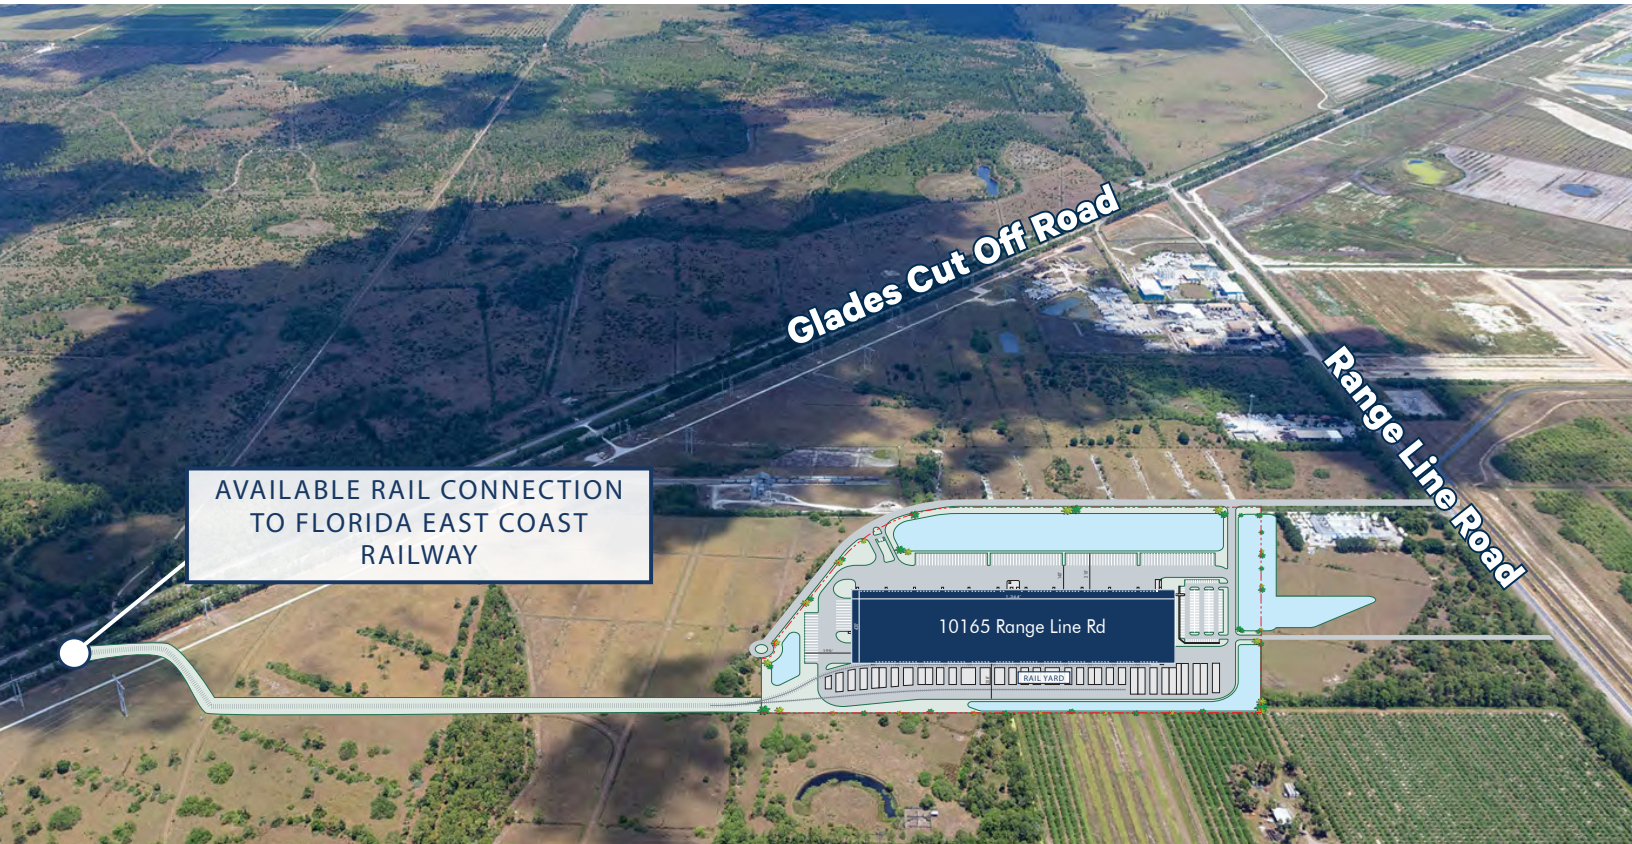 Glades Cut Off Road
Range Line Road
AVAILABLE RAIL CONNECTION
TO FLORIDA EAST COAST
RAILWAY
10165 Range Line Rd
RAIL YARD